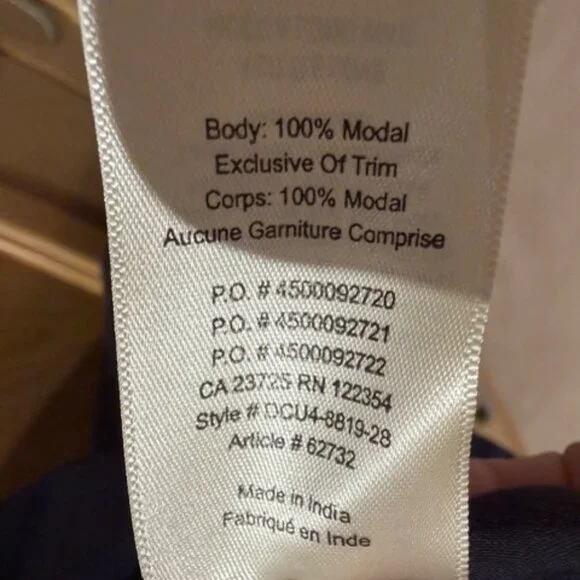 Body: 100% Modal
Exclusive Of Trim
Corps: 100% Modal
Aucune Garniture Comprise
P.O. # 4500092720
P.O. # 4500092721
P.O. # 4500092722
CA 23725 RN 122354
Style # DCU4-8819-28
Article # 62732
Made in India
Fabriqué en Inde